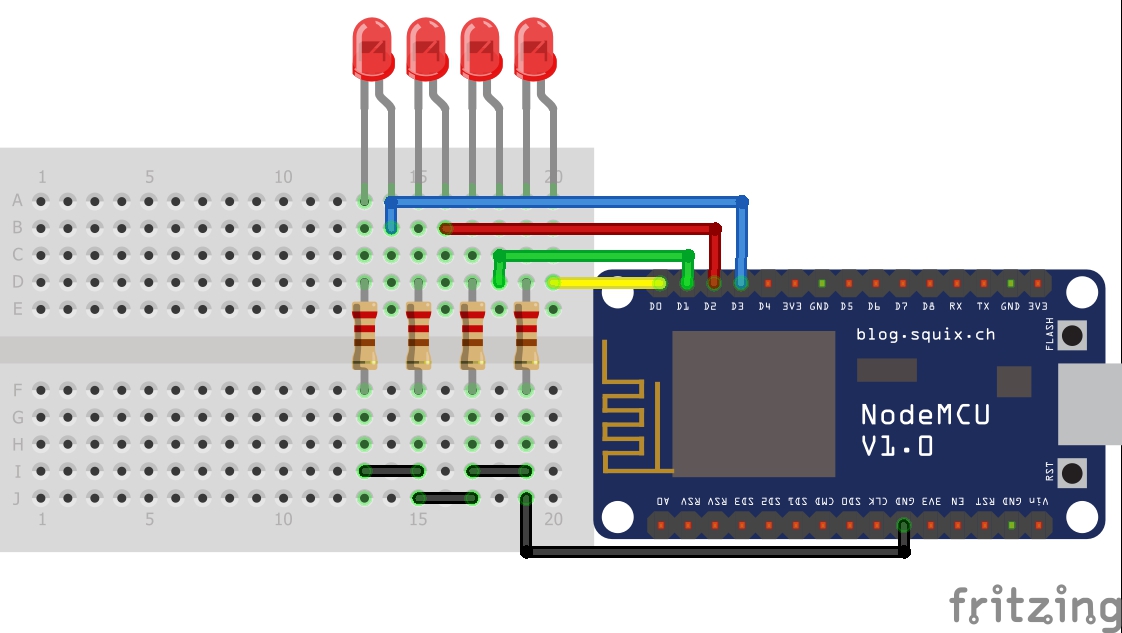 1 5 10 15 20
A
B
C
D
E
D0 D1 D2 D3 D4 3V3 GND D5 D6 D7 D8 RX TX GND 3V3
blog.squix.ch
FLASH
F
G
NodeMCU
H
V1.0
I
RST
J
A0 RSV RSV SD3 SD2 SD1 CMD SD0 CLK GND 3V3 EN RST GND Vin
1 5 10 15 20
fritzing